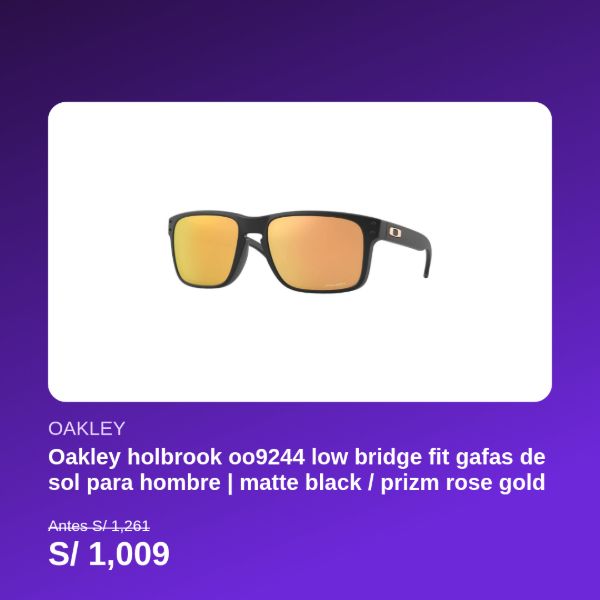 OAKLEY
Oakley holbrook oo9244 low bridge fit gafas de
sol para hombre | matte black / prizm rose gold
Antes S/ 1,261
S/ 1,009